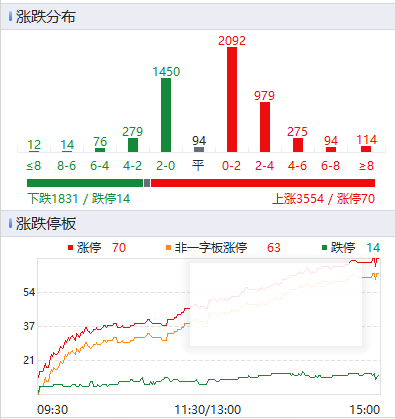 涨跌分布
12 14 76 279 1450 94 2092 979 275 94 114
≤8 8-6 6-4 4-2 2-0 平 0-2 2-4 4-6 6-8 ≥8
下跌1831 / 跌停14 上涨3554 / 涨停70
涨跌停板
涨停 70 非一字板涨停 63 跌停 14
54
37
21
09:30 11:30/13:00 15:00